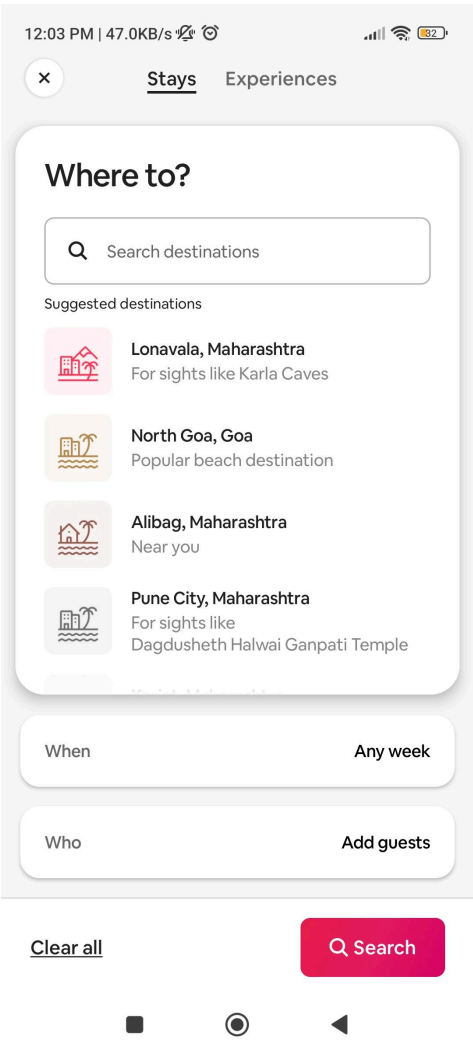 12:03 PM | 47.0KB/s
32
Stays Experiences
Where to?
Search destinations
Suggested destinations
Lonavala, Maharashtra
For sights like Karla Caves
North Goa, Goa
Popular beach destination
Alibag, Maharashtra
Near you
Pune City, Maharashtra
For sights like
Dagdusheth Halwai Ganpati Temple
When Any week
Who Add guests
Clear all Search